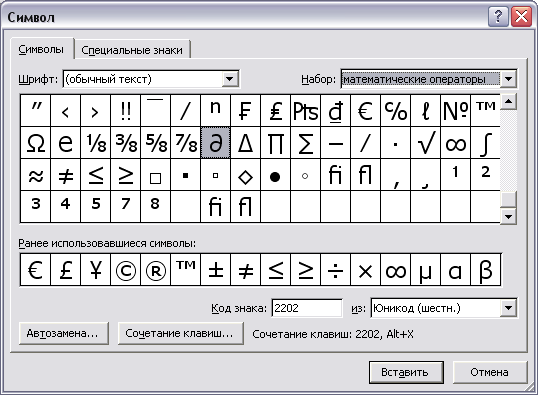 Символ
Символы Специальные знаки
Шрифт: (обычный текст) Набор: математические операторы
″ ‹ › ‼ ‾ ⁄ ⁿ ₣ ₤ ₧ ₫ € ℅ ℓ № ™
Ω ℮ ⅛ ⅜ ⅝ ⅞ ∂ ∆ ∏ ∑ − ∕ ∙ √ ∞ ∫
≈ ≠ ≤ ≥ □ ▪ ▫ ◊ ● ◦ ﬁ ﬂ , ¸ ¹ ²
³ ⁴ ⁵ ⁷ ⁸ ﬁ ﬂ
Ранее использовавшиеся символы:
€ £ ¥ © ® ™ ± ≠ ≤ ≥ ÷ × ∞ µ α β
Код знака: 2202 из: Юникод (шестн.)
Автозамена... Сочетание клавиш... Сочетание клавиш: 2202, Alt+X
Вставить Отмена